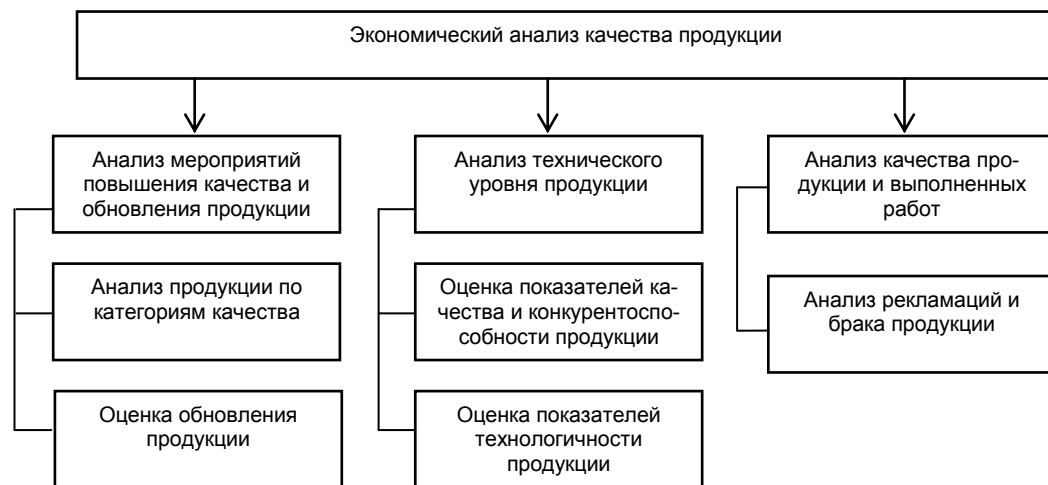 Экономический анализ качества продукции
Анализ мероприятий
повышения качества и
обновления продукции
Анализ продукции по
категориям качества
Оценка обновления
продукции
Анализ технического
уровня продукции
Оценка показателей ка-
чества и конкурентоспо-
собности продукции
Оценка показателей
технологичности
продукции
Анализ качества про-
дукции и выполненных
работ
Анализ рекламаций и
брака продукции